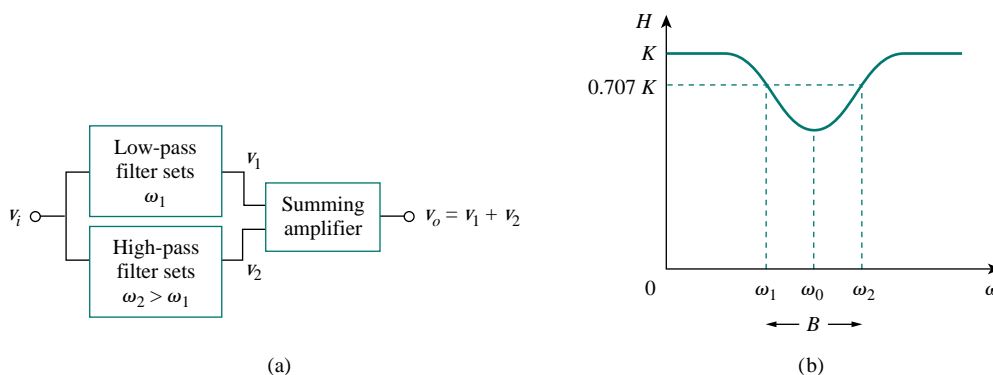 Low-pass
filter sets
ω1
High-pass
filter sets
ω2 > ω1
vi
v1
v2
Summing
amplifier
vo = v1 + v2
(a)
H
K
0.707 K
0
ω1
ω0
ω2
ω
B
(b)